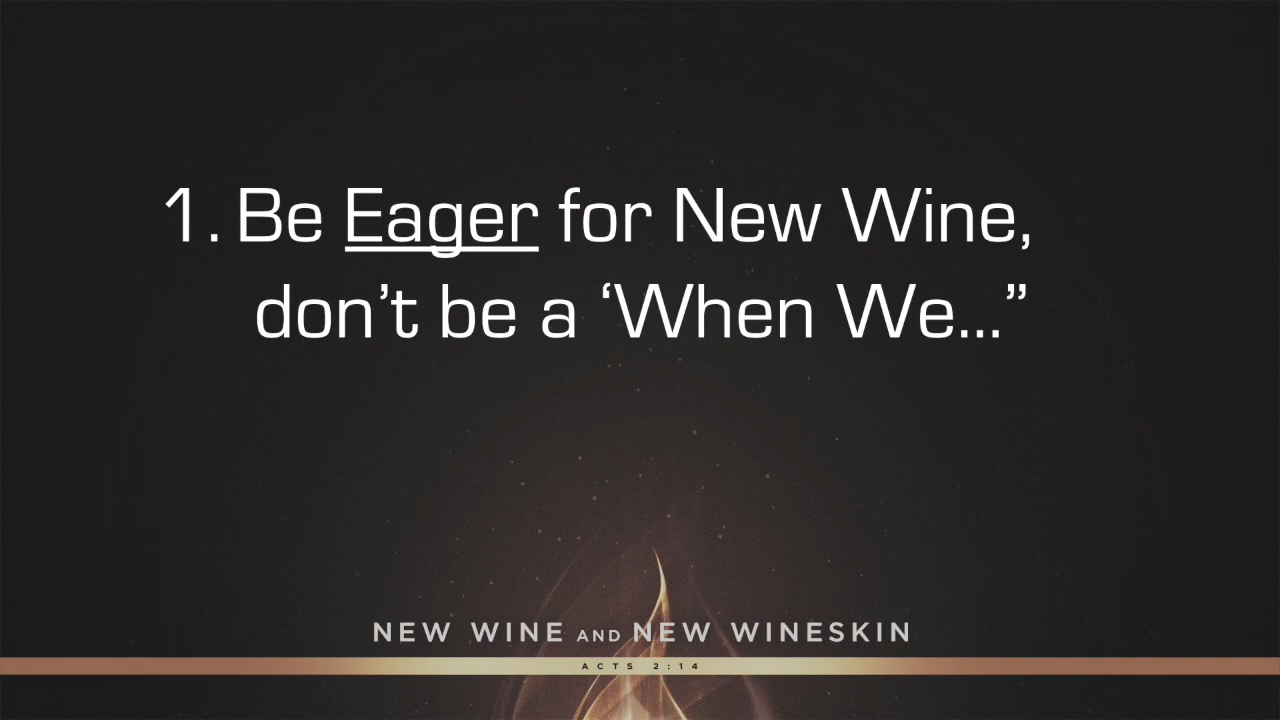 1. Be Eager for New Wine,
don’t be a ‘When We...”
NEW WINE AND NEW WINESKIN
ACTS 2:14